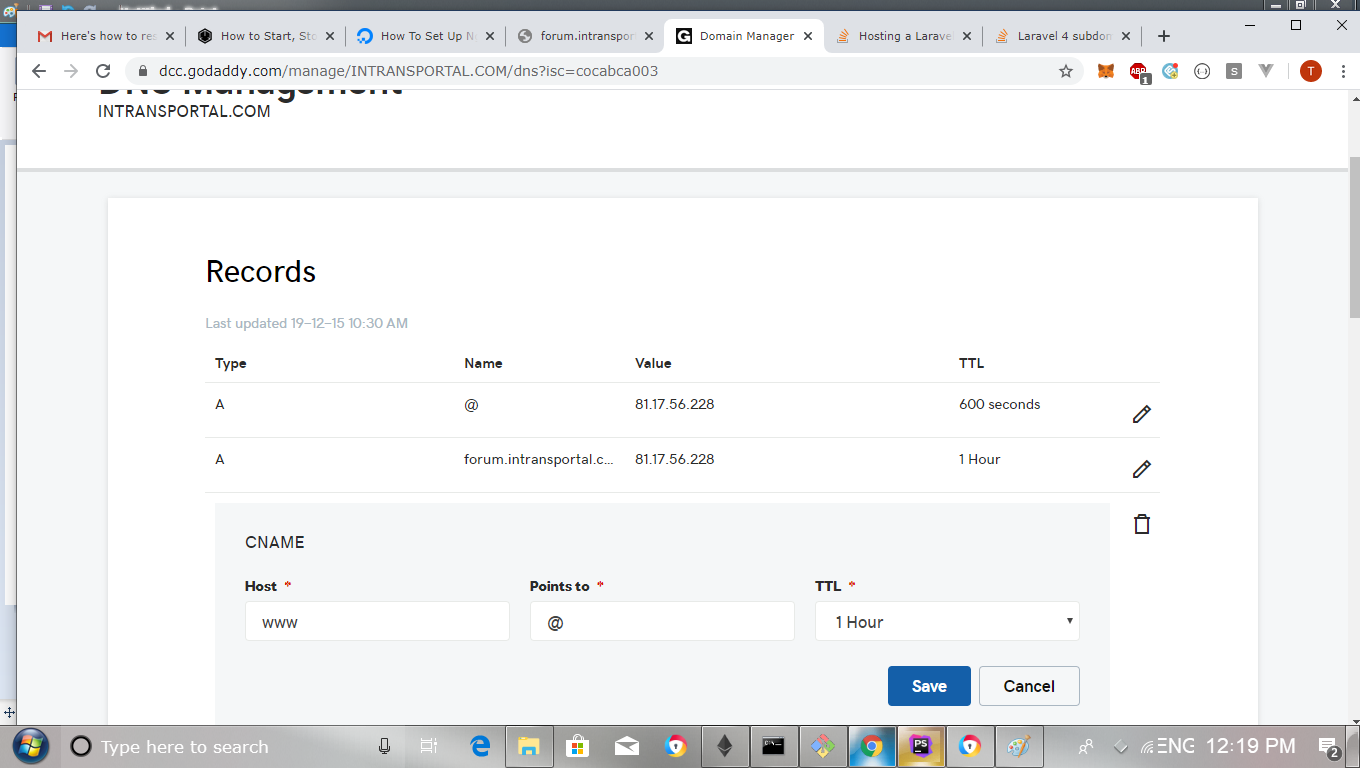 Here's how to re
How to Start, Sto
How To Set Up N
forum.intranspor
Domain Manager
Hosting a Laravel
Laravel 4 subdon
dcc.godaddy.com/manage/INTRANSPORTAL.COM/dns?isc=cocabca003
ABP
1
S
T
DNS Management
INTRANSPORTAL.COM
Records
Last updated 19-12-15 10:30 AM
Type Name Value TTL
A @ 81.17.56.228 600 seconds
A forum.intransportal.c... 81.17.56.228 1 Hour
CNAME
Host * Points to * TTL *
www @ 1 Hour
Save Cancel
Type here to search
PS
ENG 12:19 PM
2